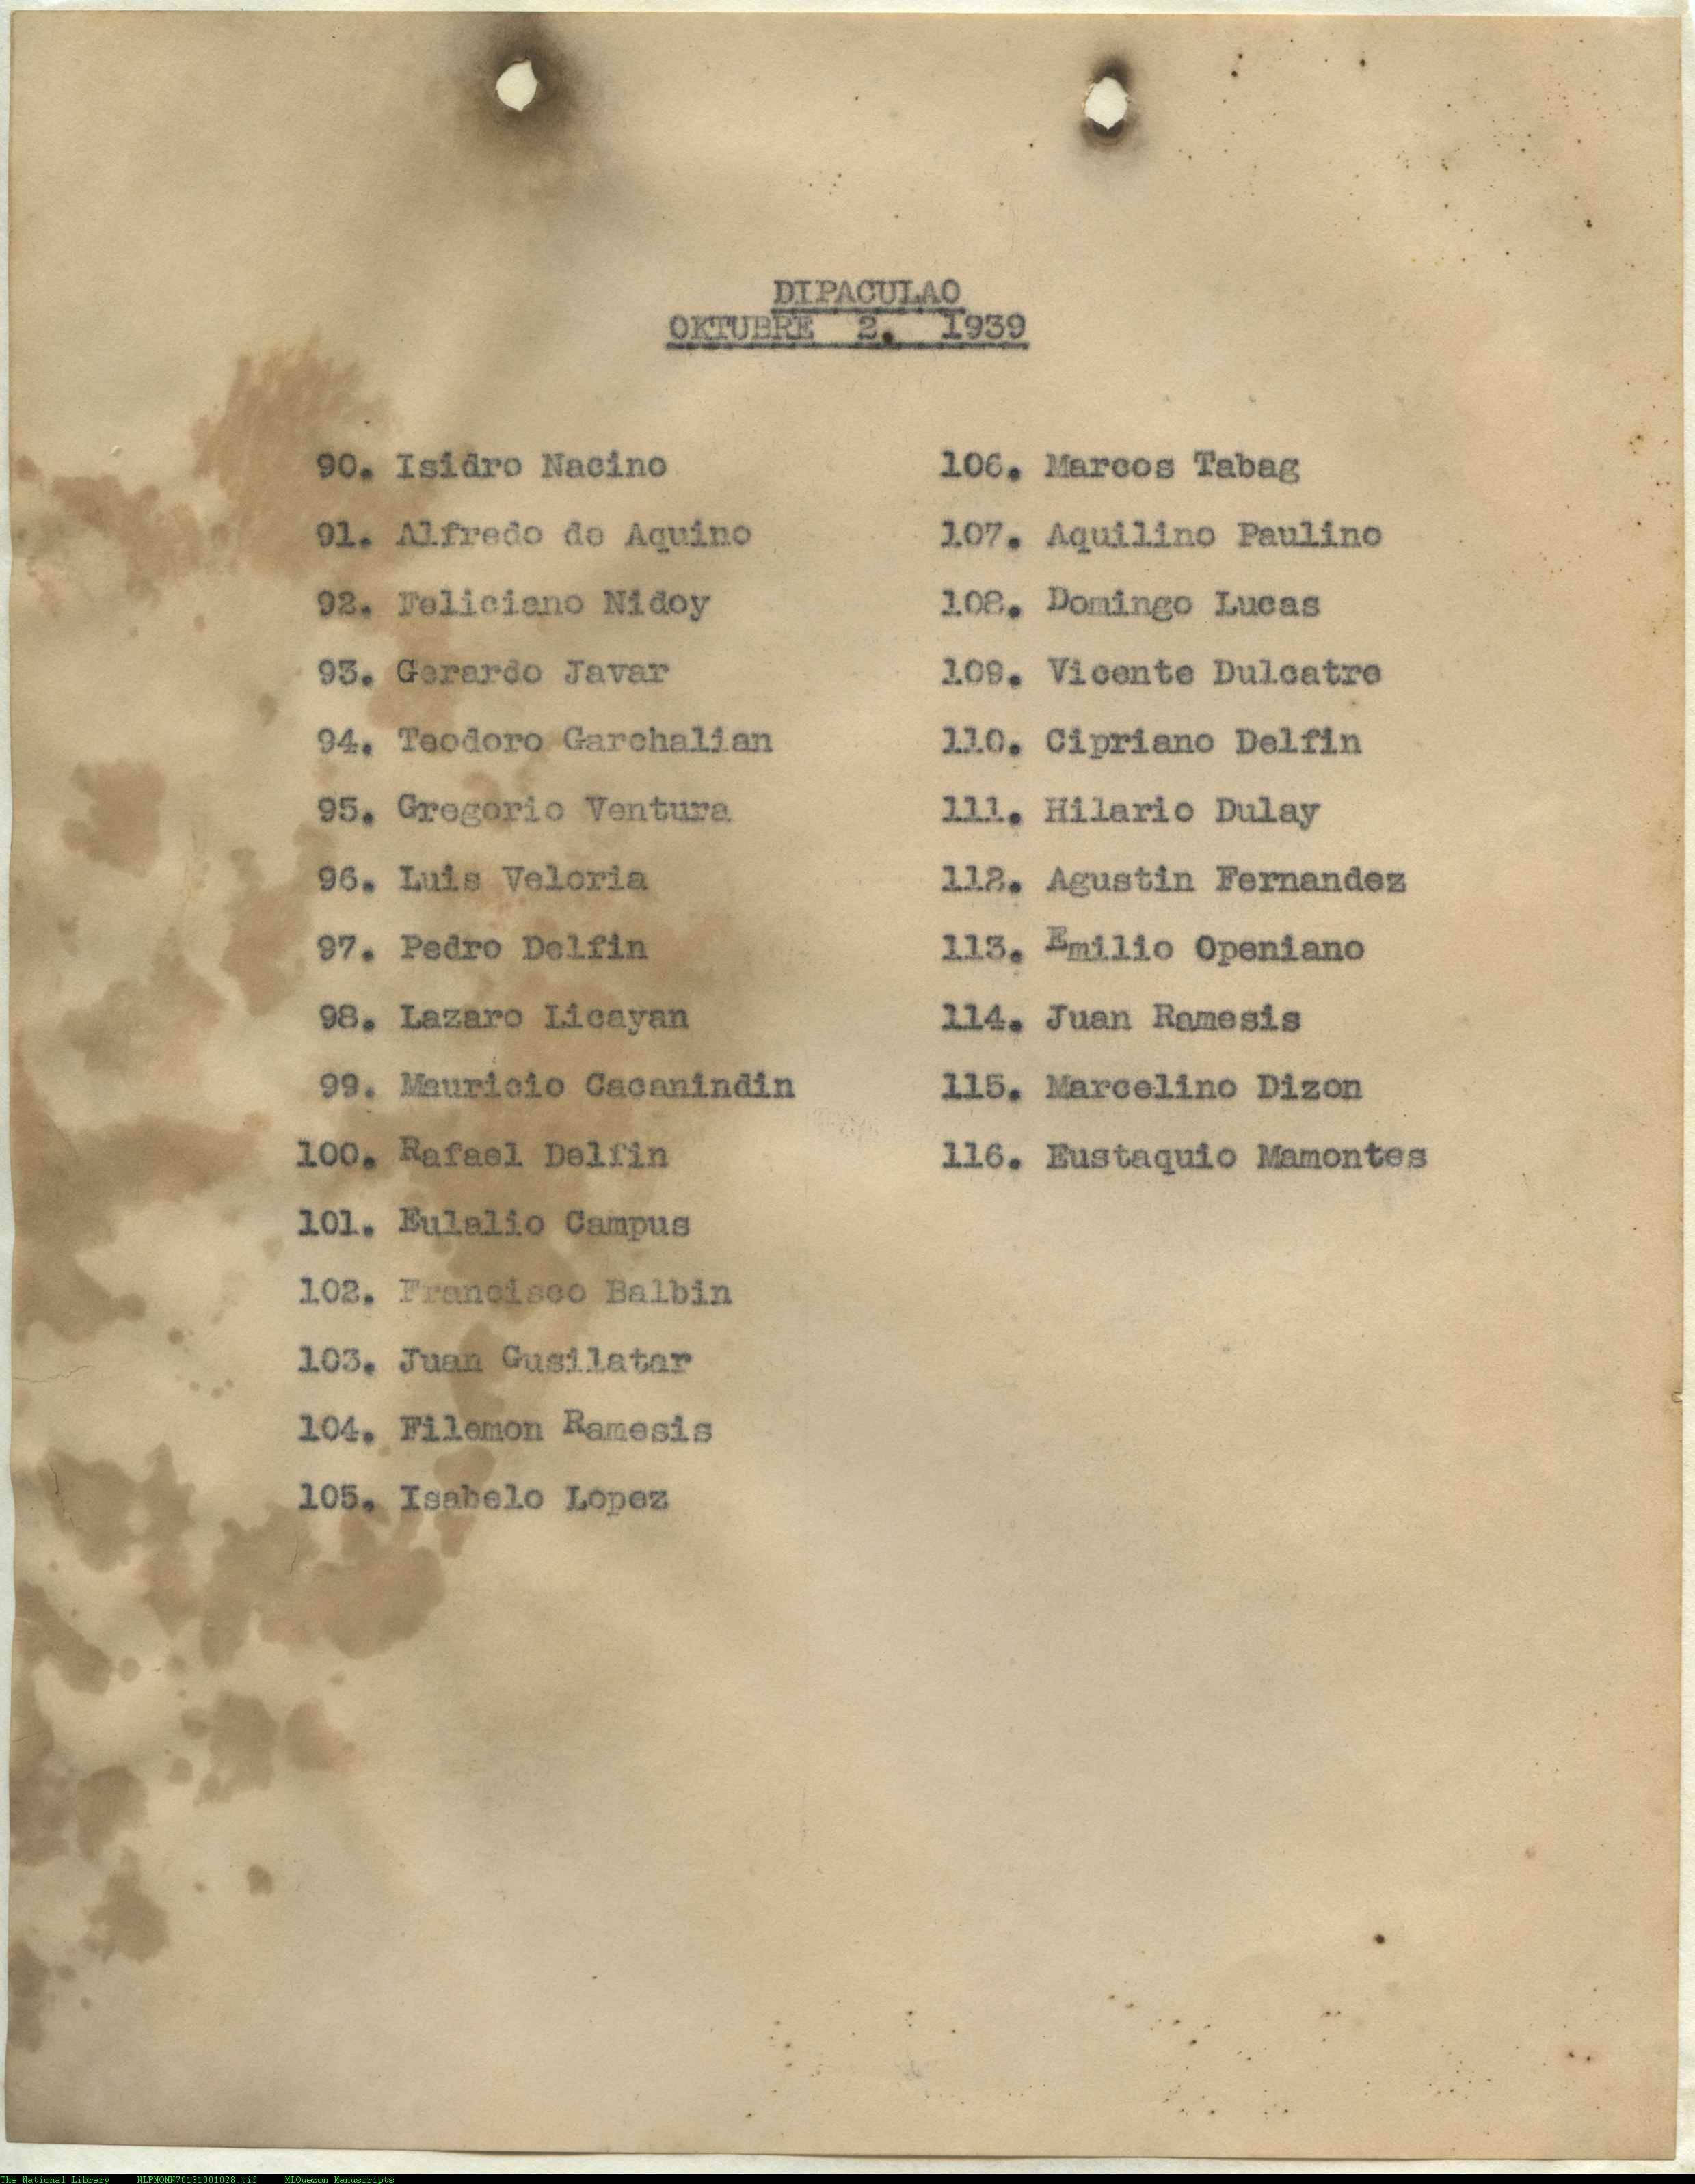 DIPACULAO
OKTUBRE 2. 1939
90. Isidro Nacino
91. Alfredo de Aquino
92. Feliciano Nidoy
93. Gerardo Javar
94. Teodoro Garchalian
95. Gregorio Ventura
96. Luis Veloria
97. Pedro Delfin
98. Lazaro Licayan
99. Mauricio Cacanindin
100. Rafael Delfin
101. Eulalio Campus
102. Francisco Balbin
103. Juan Gusilatar
104. Filemon Ramesis
105. Isabelo Lopez
106. Marcos Tabag
107. Aquilino Paulino
108. Domingo Lucas
109. Vicente Dulcatre
110. Cipriano Delfin
111. Hilario Dulay
112. Agustin Fernandez
113. Emilio Openiano
114. Juan Ramesis
115. Marcelino Dizon
116. Eustaquio Mamontes
The National Library NLPMQMN70131001028.tif MLQuezon Manuscripts